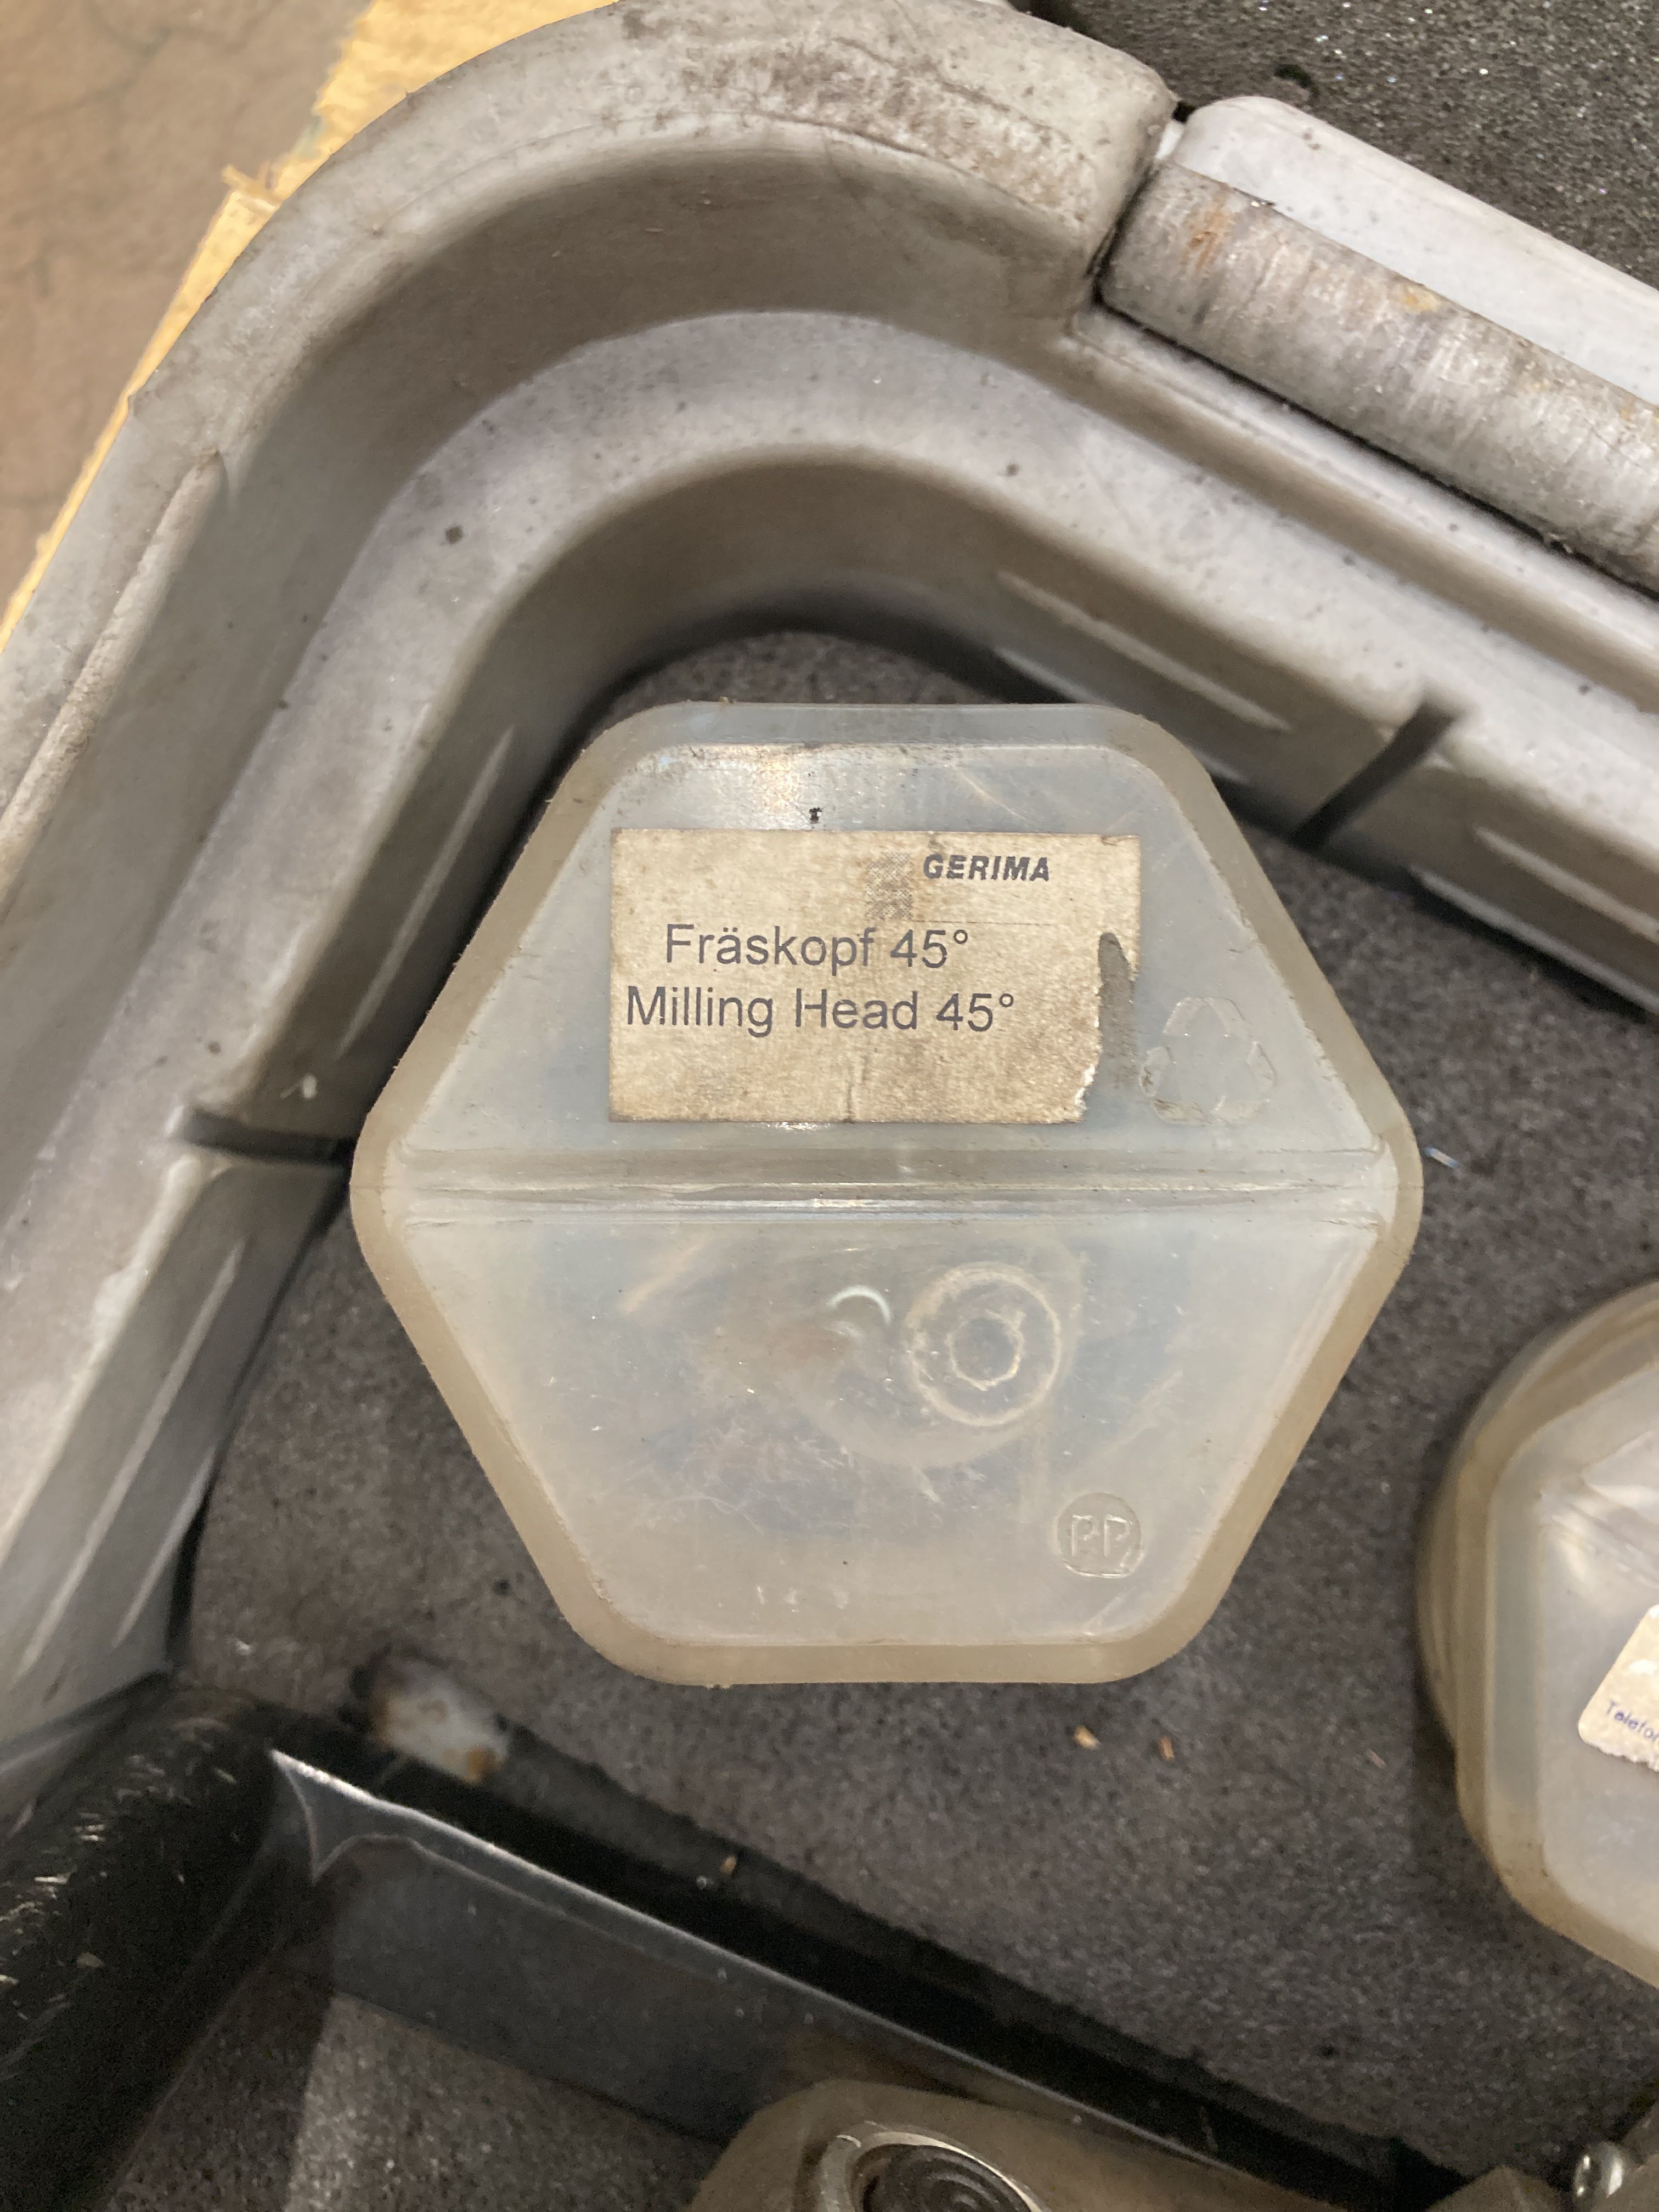 GERIMA
Fräskopf 45°
Milling Head 45°
PP